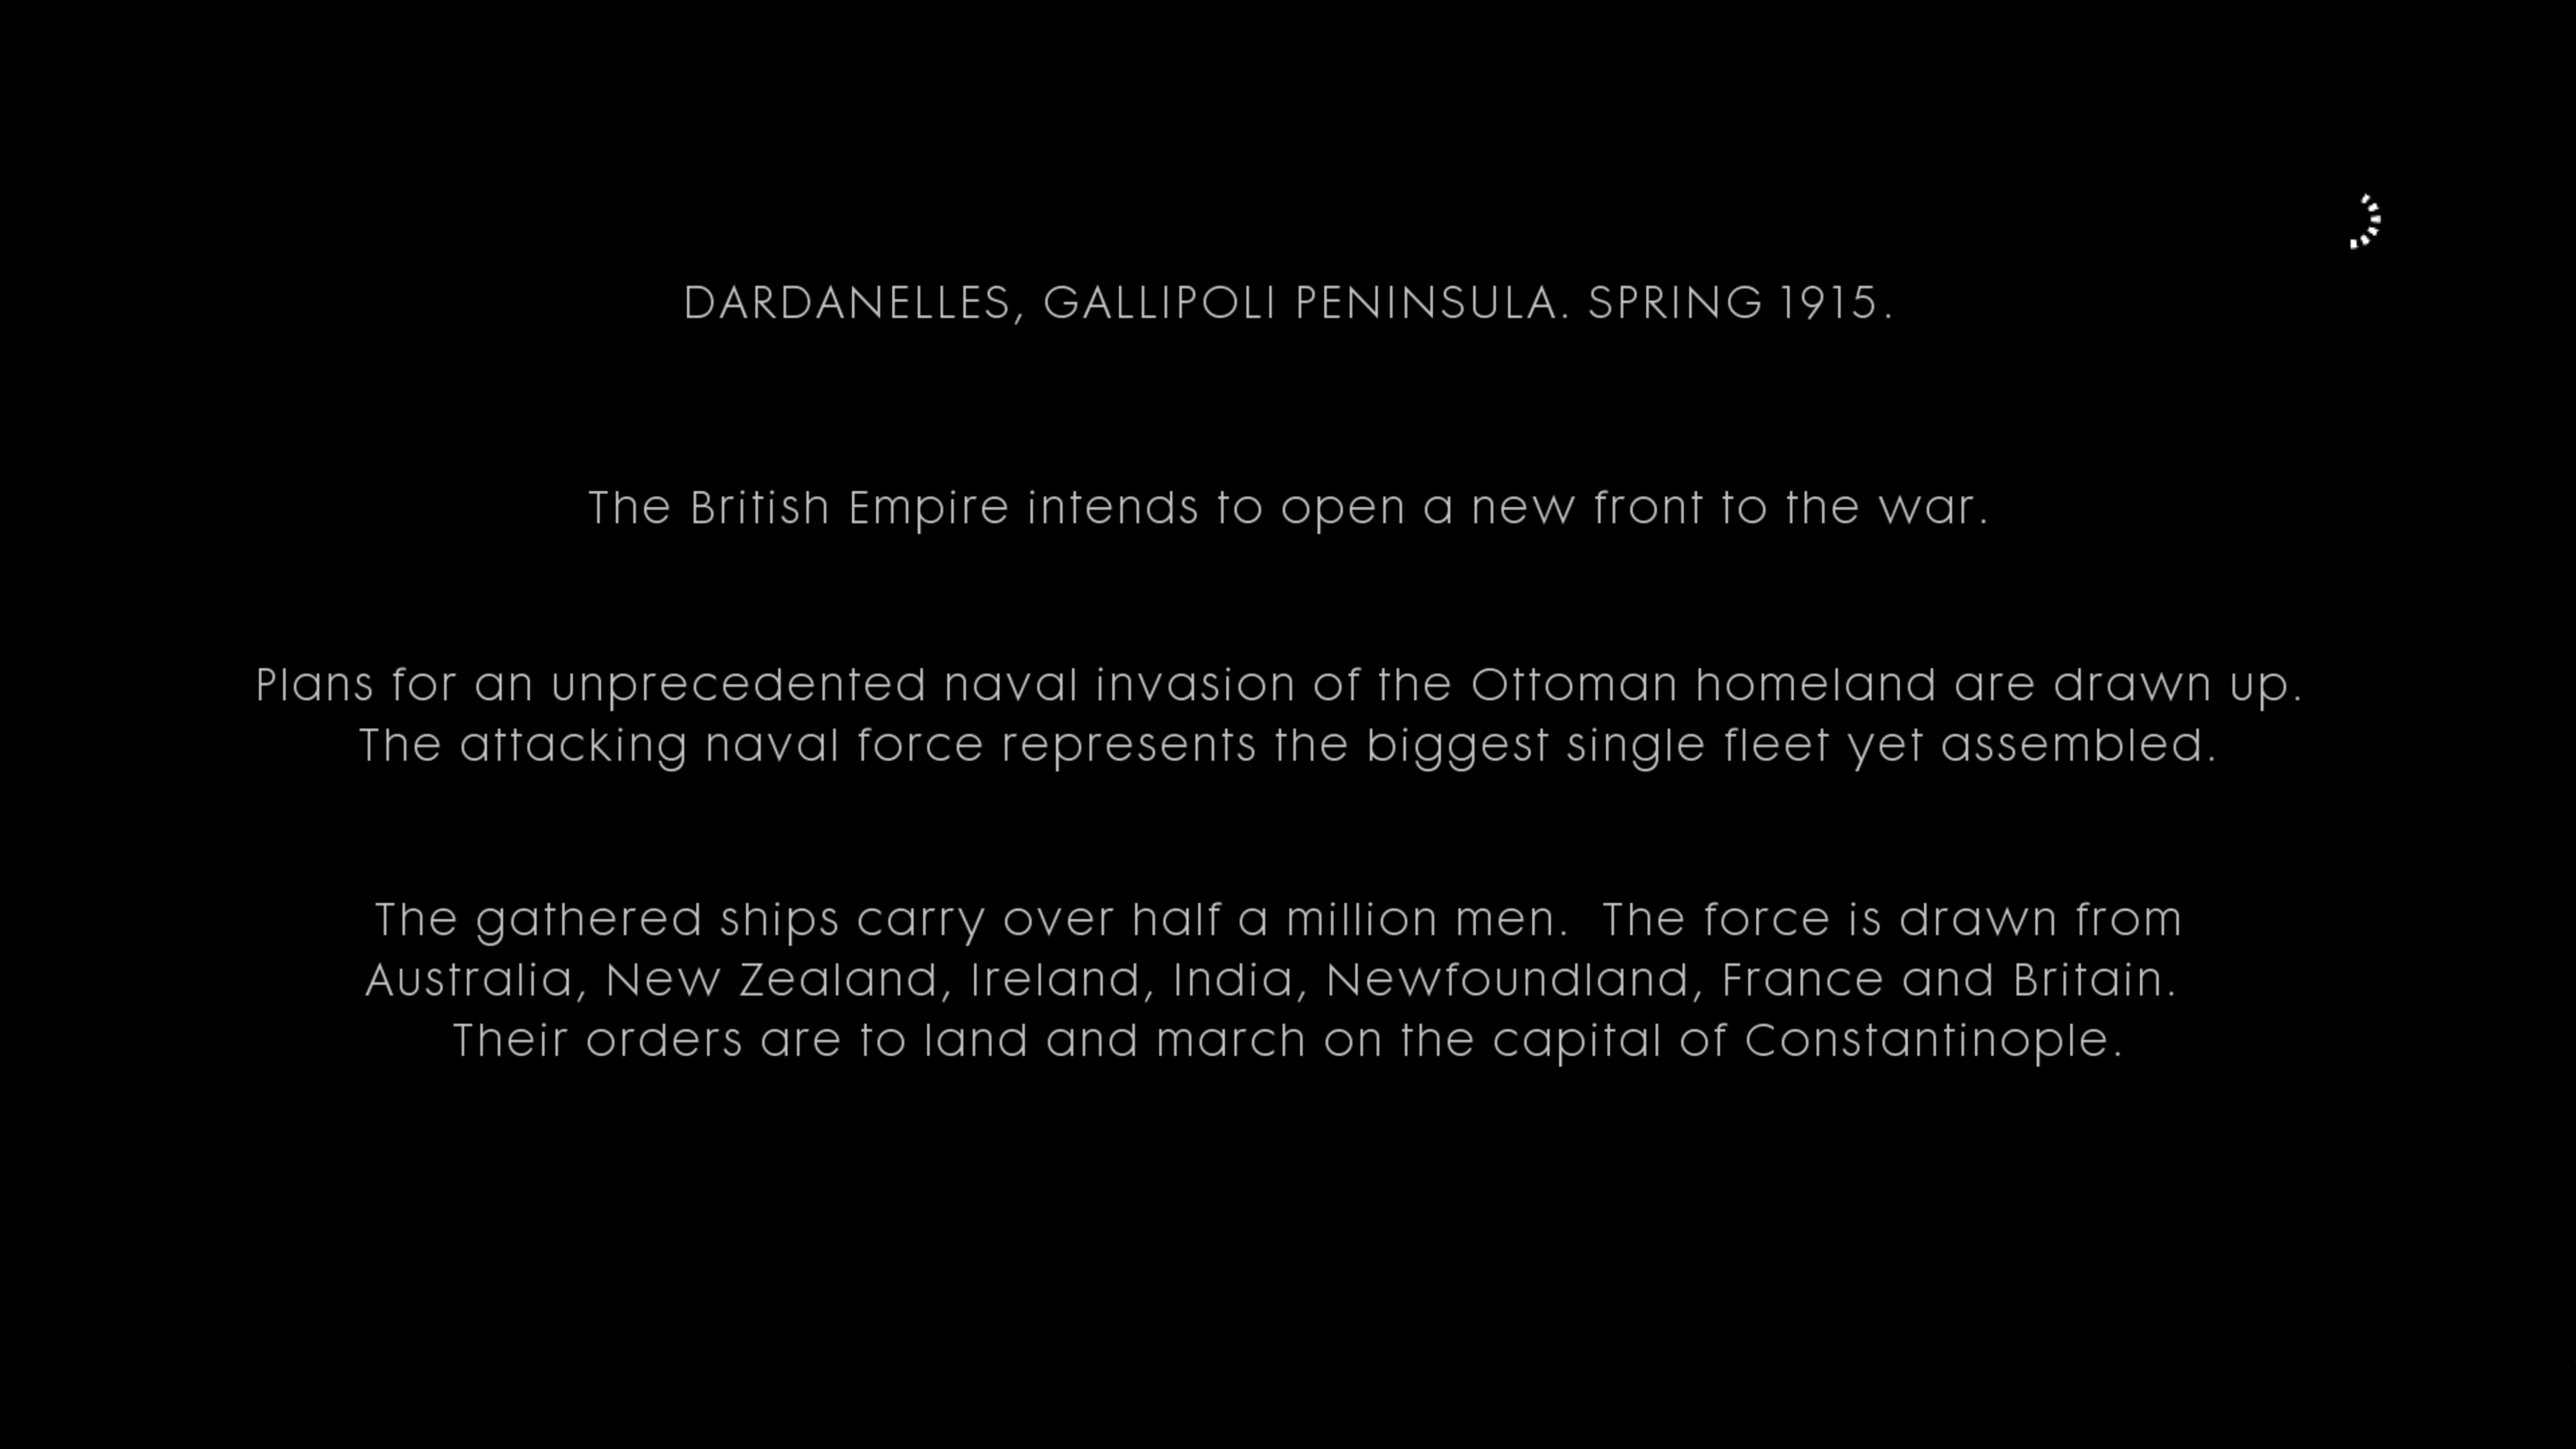 DARDANELLES, GALLIPOLI PENINSULA. SPRING 1915.
The British Empire intends to open a new front to the war.
Plans for an unprecedented naval invasion of the Ottoman homeland are drawn up.
The attacking naval force represents the biggest single fleet yet assembled.
The gathered ships carry over half a million men.  The force is drawn from
Australia, New Zealand, Ireland, India, Newfoundland, France and Britain.
Their orders are to land and march on the capital of Constantinople.